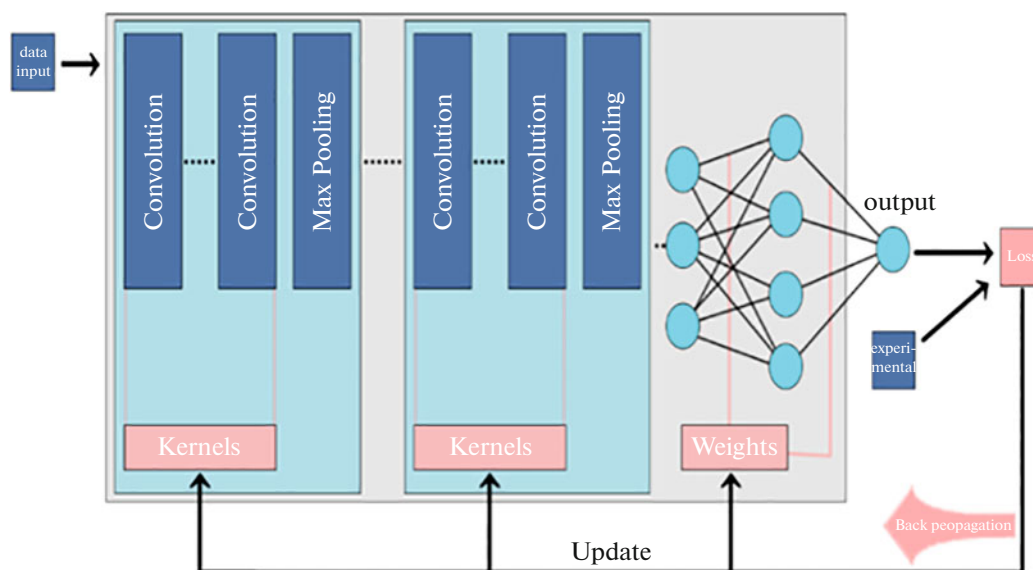 data
input
Convolution
Convolution
Max Pooling
Convolution
Convolution
Max Pooling
output
Loss
experi-
mental
Kernels
Kernels
Weights
Back peopagation
Update